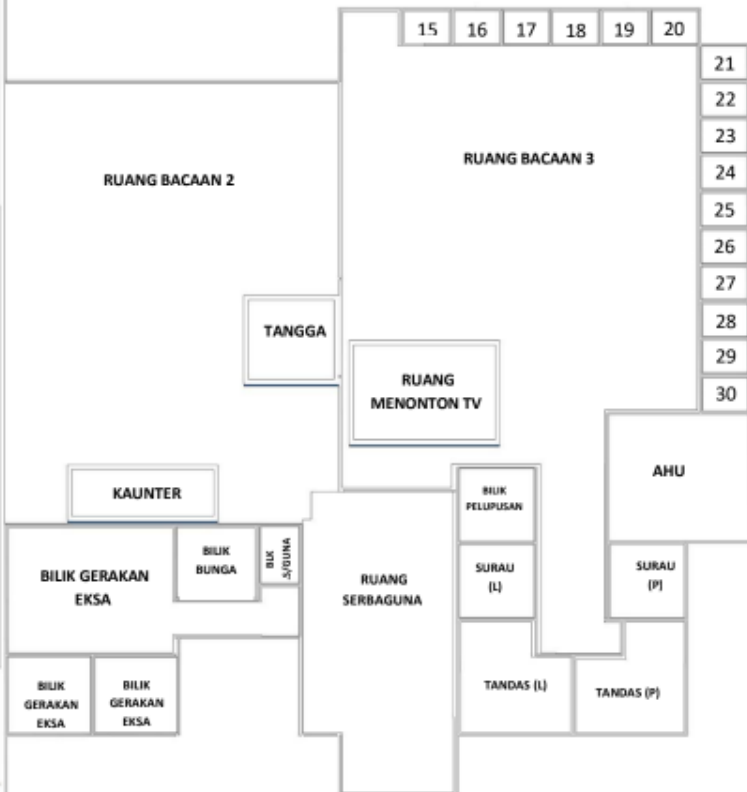 15 16 17 18 19 20
21
22
23
24
25
26
27
28
29
30
RUANG BACAAN 2
RUANG BACAAN 3
TANGGA
RUANG
MENONTON TV
KAUNTER
AHU
BILIK
PELUPUSAN
BILIK GERAKAN
EKSA
BILIK
BUNGA
BLK
.S/GUNA
RUANG
SERBAGUNA
SURAU
(L)
SURAU
(P)
BILIK
GERAKAN
EKSA
BILIK
GERAKAN
EKSA
TANDAS (L)
TANDAS (P)